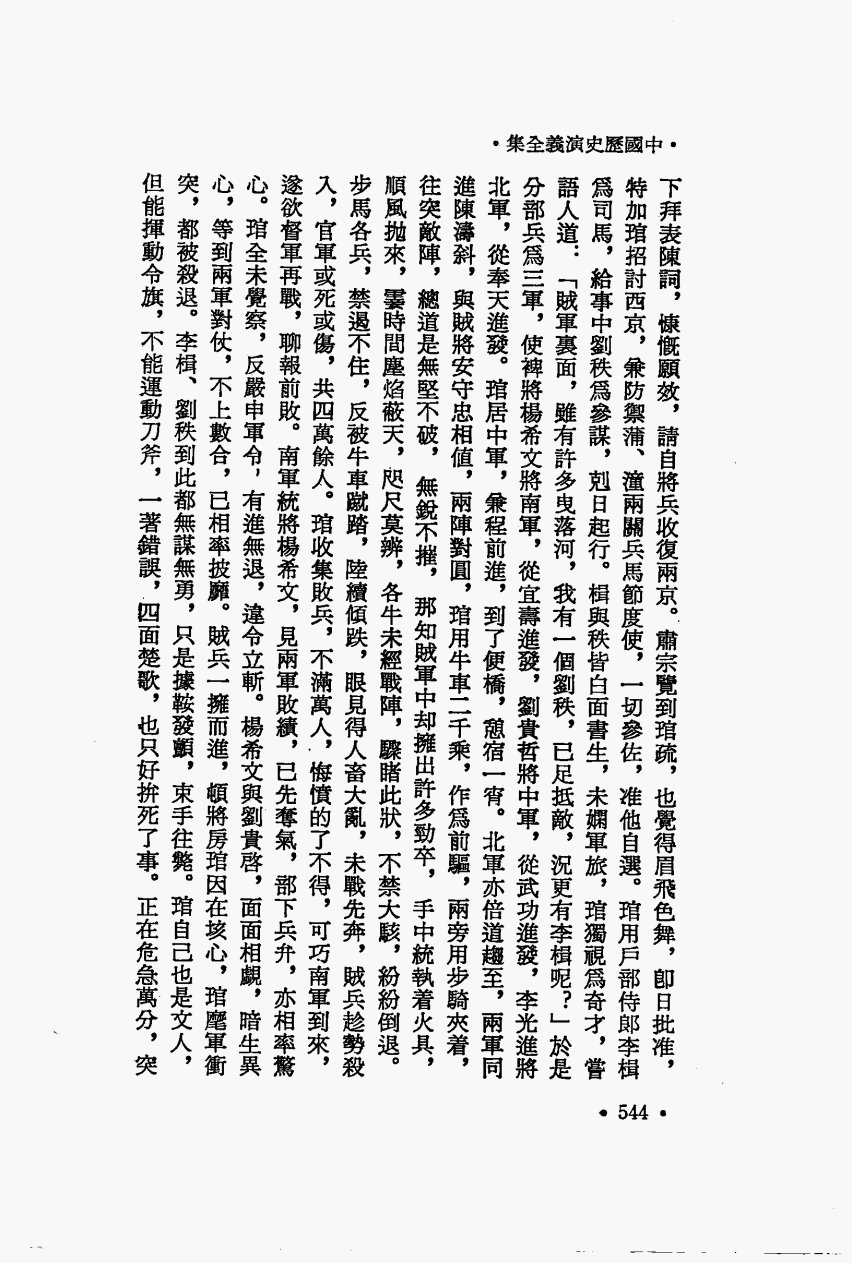 •中國歷史演義全集•
下拜表陳詞，慷慨願效，請自將兵收復兩京。肅宗覽到琯疏，也覺得眉飛色舞，卽日批准，
特加琯招討西京，兼防禦蒲、潼兩關兵馬節度使，一切參佐，准他自選。琯用戶部侍郎李楫
爲司馬，給事中劉秩爲參謀，剋日起行。楫與秩皆白面書生，未嫻軍旅，琯獨視爲奇才，嘗
語人道：「賊軍裏面，雖有許多曳落河，我有一個劉秩，已足抵敵，況更有李楫呢？」於是
分部兵爲三軍，使裨將楊希文將南軍，從宜壽進發，劉貴哲將中軍，從武功進發，李光進將
北軍，從奉天進發。琯居中軍，兼程前進，到了便橋，憩宿一宵。北軍亦倍道趨至，兩軍同
進陳濤斜，與賊將安守忠相值，兩陣對圓，琯用牛車二千乘，作爲前驅，兩旁用步騎夾着，
往突敵陣，總道是無堅不破，無銳不摧，那知賊軍中却擁出許多勁卒，手中統執着火具，
順風拋來，霎時間塵焰蔽天，咫尺莫辨，各牛未經戰陣，驟睹此狀，不禁大駭，紛紛倒退。
步馬各兵，禁遏不住，反被牛車蹴踏，陸續傾跌，眼見得人畜大亂，未戰先奔，賊兵趁勢殺
入，官軍或死或傷，共四萬餘人。琯收集敗兵，不滿萬人，悔憤的了不得，可巧南軍到來，
遂欲督軍再戰，聊報前敗。南軍統將楊希文，見兩軍敗績，已先奪氣，部下兵弁，亦相率驚
心。琯全未覺察，反嚴申軍令，有進無退，違令立斬。楊希文與劉貴啓，面面相覷，暗生異
心，等到兩軍對仗，不上數合，已相率披靡。賊兵一擁而進，頓將房琯困在垓心，琯麾軍衝
突，都被殺退。李楫、劉秩到此都無謀無勇，只是據鞍發顫，束手待斃。琯自己也是文人，
但能揮動令旗，不能運動刀斧，一著錯誤，四面楚歌，也只好拚死了事。正在危急萬分，突
•544•